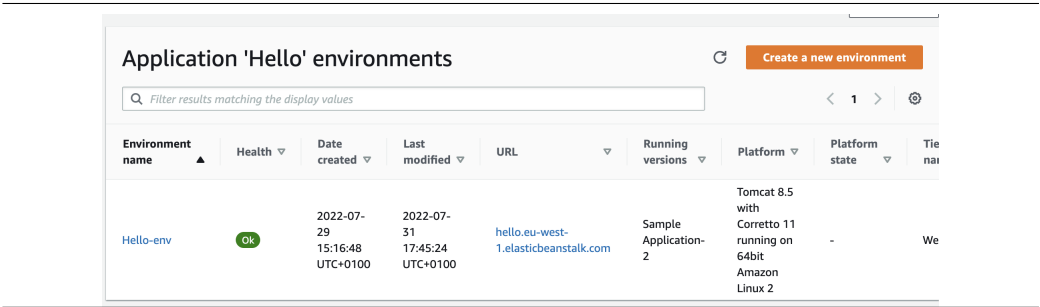 Application 'Hello' environments
Create a new environment
Filter results matching the display values
1
Environment
name
Health
Date
created
Last
modified
URL
Running
versions
Platform
Platform
state
Tie
nar
Hello-env
Ok
2022-07-
29
15:16:48
UTC+0100
2022-07-
31
17:45:24
UTC+0100
hello.eu-west-
1.elasticbeanstalk.com
Sample
Application-
2
Tomcat 8.5
with
Corretto 11
running on
64bit
Amazon
Linux 2
-
We